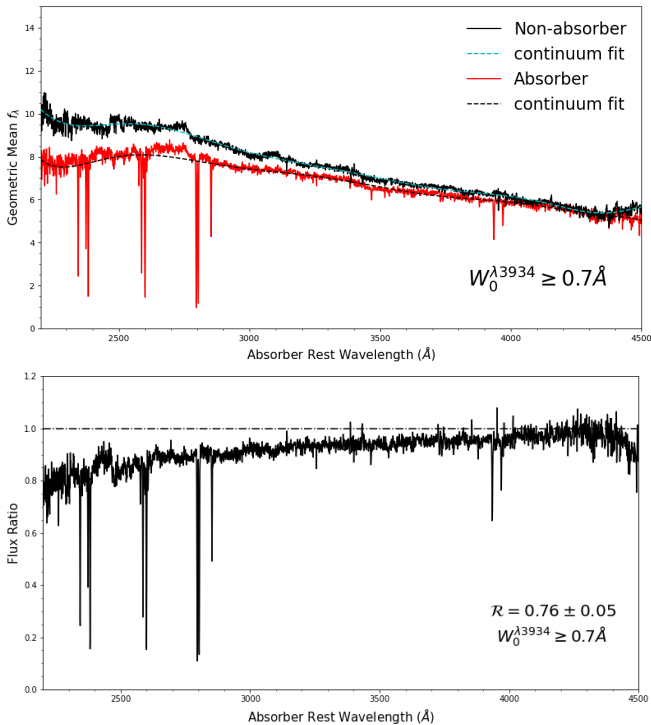 14
12
10
8
6
4
2
0
Geometric Mean fλ
Non-absorber
continuum fit
Absorber
continuum fit
W₀^λ3934 ≥ 0.7Å
2500 3000 3500 4000 4500
Absorber Rest Wavelength (Å)
1.2
1.0
0.8
0.6
0.4
0.2
0.0
Flux Ratio
ℛ = 0.76 ± 0.05
W₀^λ3934 ≥ 0.7Å
2500 3000 3500 4000 4500
Absorber Rest Wavelength (Å)